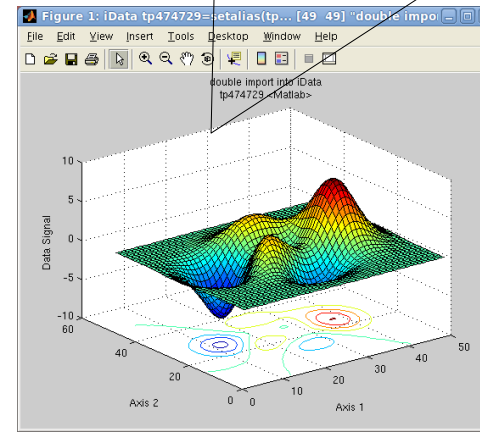 Figure 1: iData tp474729=setalias(tp... [49 49] "double impo
File Edit View Insert Tools Desktop Window Help
double import into iData
tp474729 <Matlab>
10
5
0
-5
-10
Data Signal
60
40
20
0
Axis 2
0
10
20
30
40
50
Axis 1